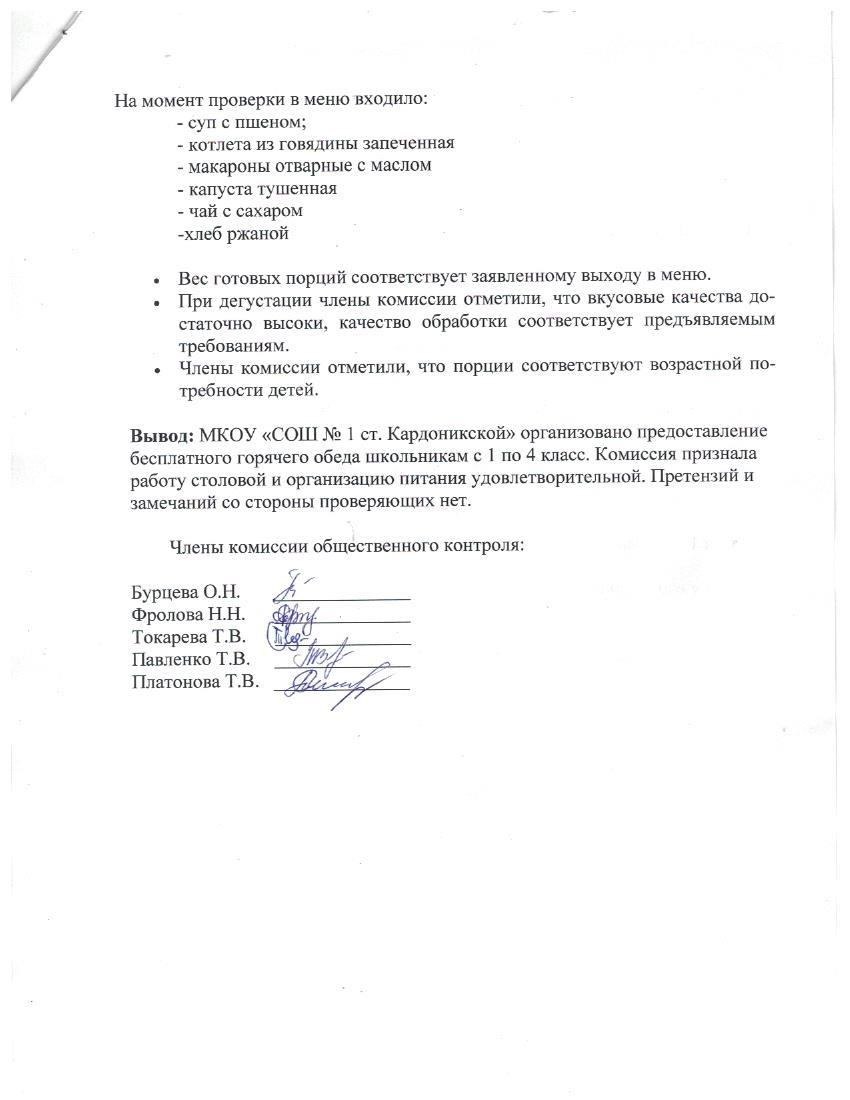 На момент проверки в меню входило:
- суп с пшеном;
- котлета из говядины запеченная
- макароны отварные с маслом
- капуста тушенная
- чай с сахаром
-хлеб ржаной
• Вес готовых порций соответствует заявленному выходу в меню.
• При дегустации члены комиссии отметили, что вкусовые качества до-
статочно высоки, качество обработки соответствует предъявляемым
требованиям.
• Члены комиссии отметили, что порции соответствуют возрастной по-
требности детей.
Вывод: МКОУ «СОШ № 1 ст. Кардоникской» организовано предоставление
бесплатного горячего обеда школьникам с 1 по 4 класс. Комиссия признала
работу столовой и организацию питания удовлетворительной. Претензий и
замечаний со стороны проверяющих нет.
Члены комиссии общественного контроля:
Бурцева О.Н.
Фролова Н.Н.
Токарева Т.В.
Павленко Т.В.
Платонова Т.В.